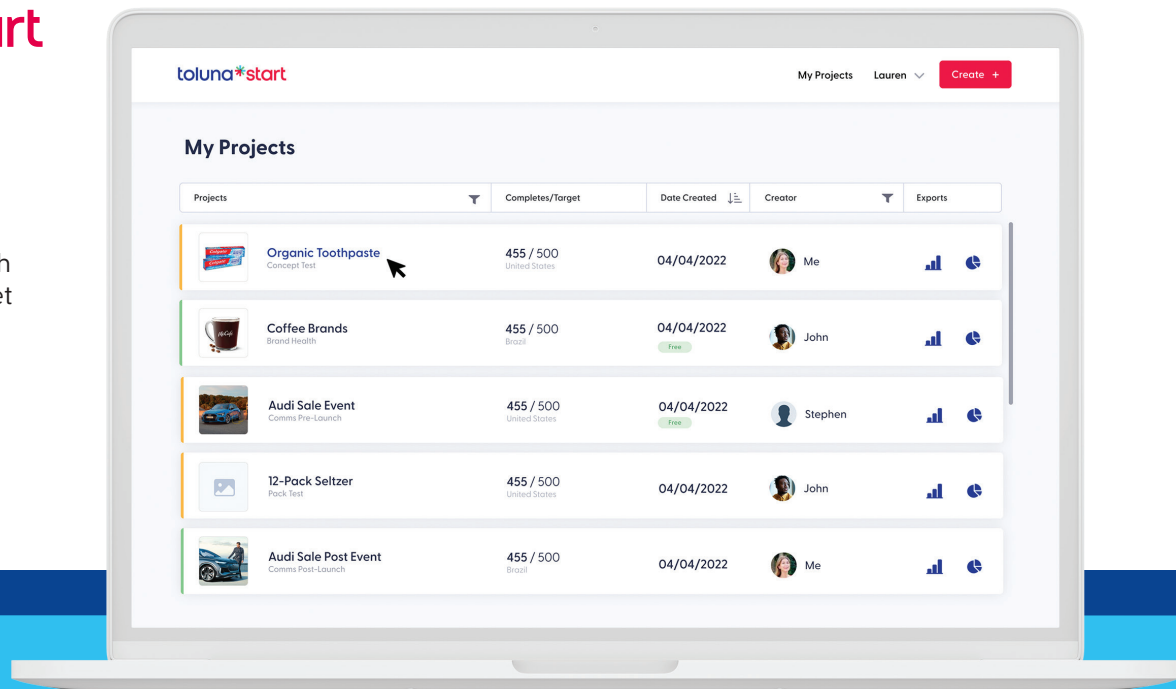 toluna*start
My Projects
Lauren
Create +
My Projects
Projects
Completes/Target
Date Created
Creator
Exports
Organic Toothpaste
Concept Test
455 / 500
United States
04/04/2022
Me
Coffee Brands
Brand Health
455 / 500
Brazil
04/04/2022
Free
John
McCafé
Audi Sale Event
Comms Pre-Launch
455 / 500
United States
04/04/2022
Free
Stephen
12-Pack Seltzer
Pack Test
455 / 500
United States
04/04/2022
John
Audi Sale Post Event
Comms Post-Launch
455 / 500
Brazil
04/04/2022
Me